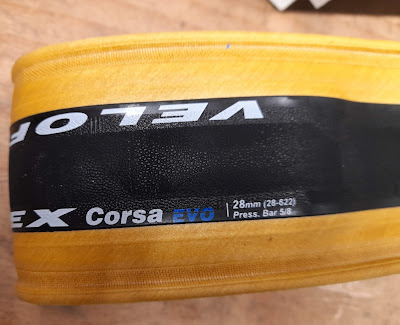 VELOF
EX Corsa EVO
28mm (28-622)
Press. Bar 5/8